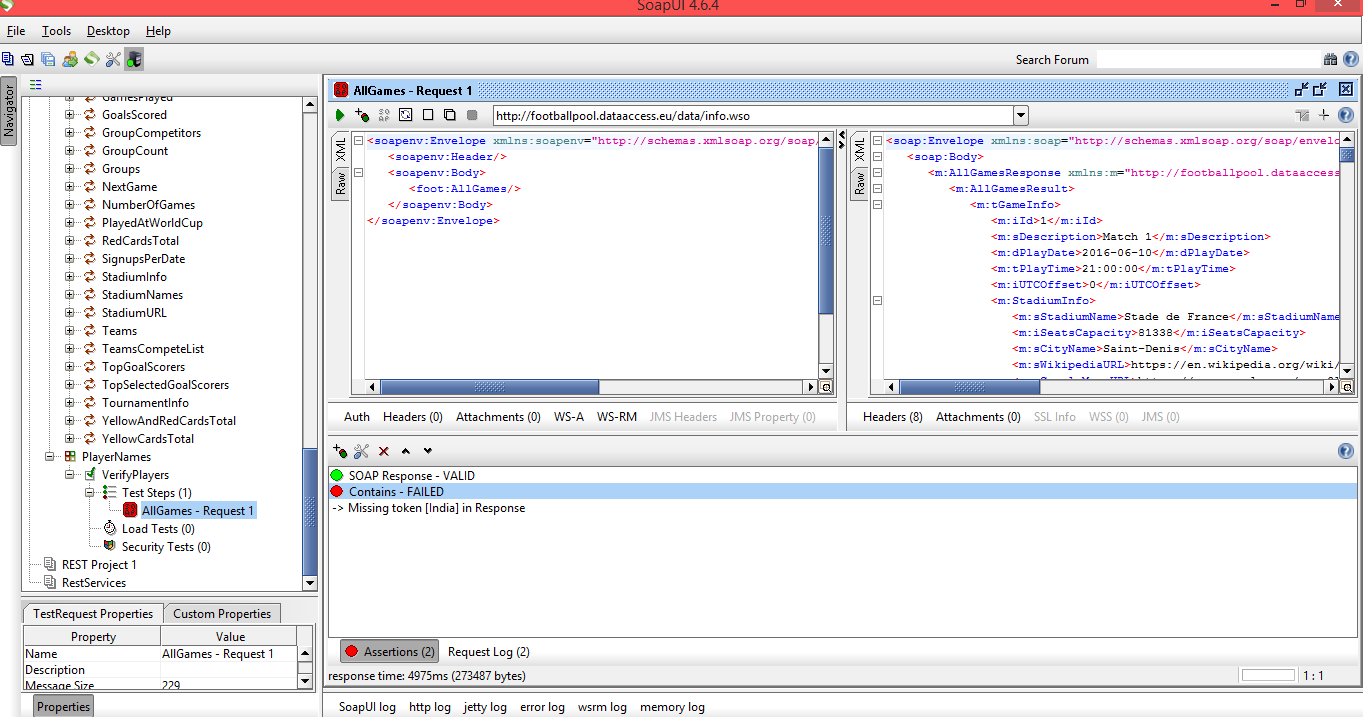 SoapUI 4.6.4
File Tools Desktop Help
Search Forum
Navigator
GamesPlayed
GoalsScored
GroupCompetitors
GroupCount
Groups
NextGame
NumberOfGames
PlayedAtWorldCup
RedCardsTotal
SignupsPerDate
StadiumInfo
StadiumNames
StadiumURL
Teams
TeamsCompeteList
TopGoalScorers
TopSelectedGoalScorers
TournamentInfo
YellowAndRedCardsTotal
YellowCardsTotal
PlayerNames
VerifyPlayers
Test Steps (1)
AllGames - Request 1
Load Tests (0)
Security Tests (0)
REST Project 1
RestServices
TestRequest Properties Custom Properties
Property Value
Name AllGames - Request 1
Description
Message Size 229
Properties
AllGames - Request 1
http://footballpool.dataaccess.eu/data/info.wso
XML
Raw
<soapenv:Envelope xmlns:soapenv="http://schemas.xmlsoap.org/soap/
<soapenv:Header/>
<soapenv:Body>
<foot:AllGames/>
</soapenv:Body>
</soapenv:Envelope>
Auth Headers (0) Attachments (0) WS-A WS-RM JMS Headers JMS Property (0)
XML
Raw
<soap:Envelope xmlns:soap="http://schemas.xmlsoap.org/soap/envelo
<soap:Body>
<m:AllGamesResponse xmlns:m="http://footballpool.dataaccess
<m:AllGamesResult>
<m:tGameInfo>
<m:iId>1</m:iId>
<m:sDescription>Match 1</m:sDescription>
<m:dPlayDate>2016-06-10</m:dPlayDate>
<m:tPlayTime>21:00:00</m:tPlayTime>
<m:iUTCOffset>0</m:iUTCOffset>
<m:StadiumInfo>
<m:sStadiumName>Stade de France</m:sStadiumName
<m:iSeatsCapacity>81338</m:iSeatsCapacity>
<m:sCityName>Saint-Denis</m:sCityName>
<m:sWikipediaURL>https://en.wikipedia.org/wiki/
Headers (8) Attachments (0) SSL Info WSS (0) JMS (0)
SOAP Response - VALID
Contains - FAILED
-> Missing token [India] in Response
Assertions (2) Request Log (2)
response time: 4975ms (273487 bytes)
1 : 1
SoapUI log http log jetty log error log wsrm log memory log